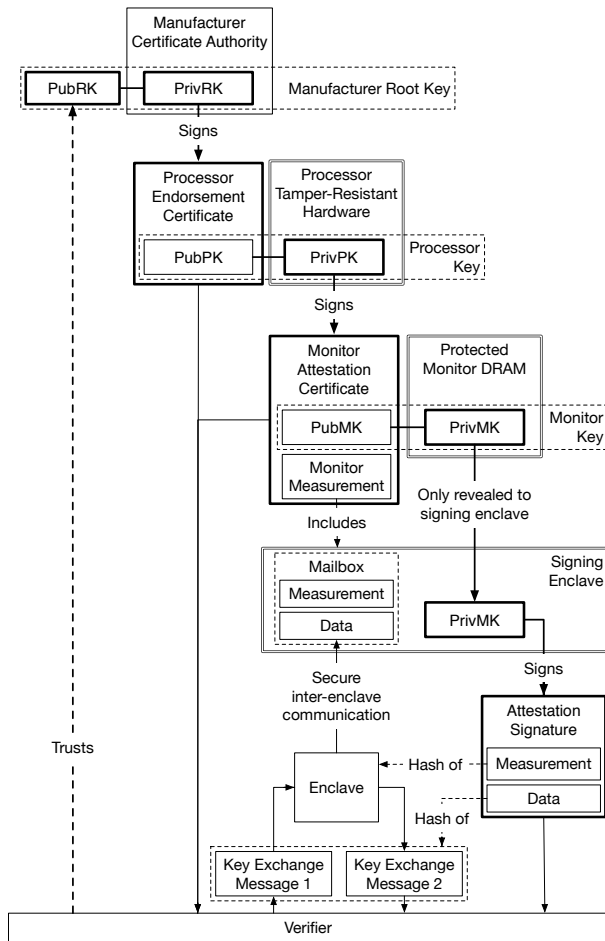 Manufacturer
Certificate Authority
PubRK
PrivRK
Manufacturer Root Key
Signs
Processor
Endorsement
Certificate
Processor
Tamper-Resistant
Hardware
PubPK
PrivPK
Processor
Key
Signs
Monitor
Attestation
Certificate
Protected
Monitor DRAM
PubMK
PrivMK
Monitor
Key
Monitor
Measurement
Only revealed to
signing enclave
Includes
Mailbox
Measurement
Data
Signing
Enclave
PrivMK
Secure
inter-enclave
communication
Signs
Attestation
Signature
Measurement
Data
Trusts
Enclave
Hash of
Hash of
Key Exchange
Message 1
Key Exchange
Message 2
Verifier